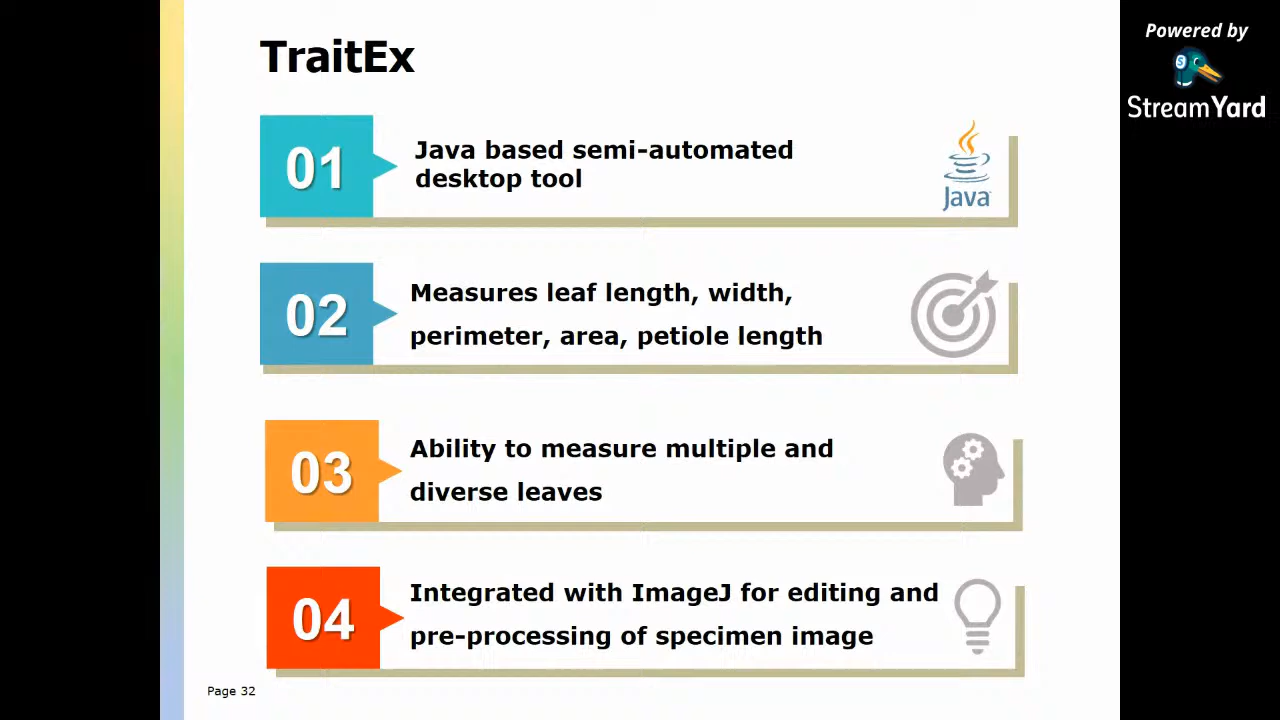 TraitEx
Powered by
StreamYard
01
Java based semi-automated
desktop tool
Java
02
Measures leaf length, width,
perimeter, area, petiole length
03
Ability to measure multiple and
diverse leaves
04
Integrated with ImageJ for editing and
pre-processing of specimen image
Page 32